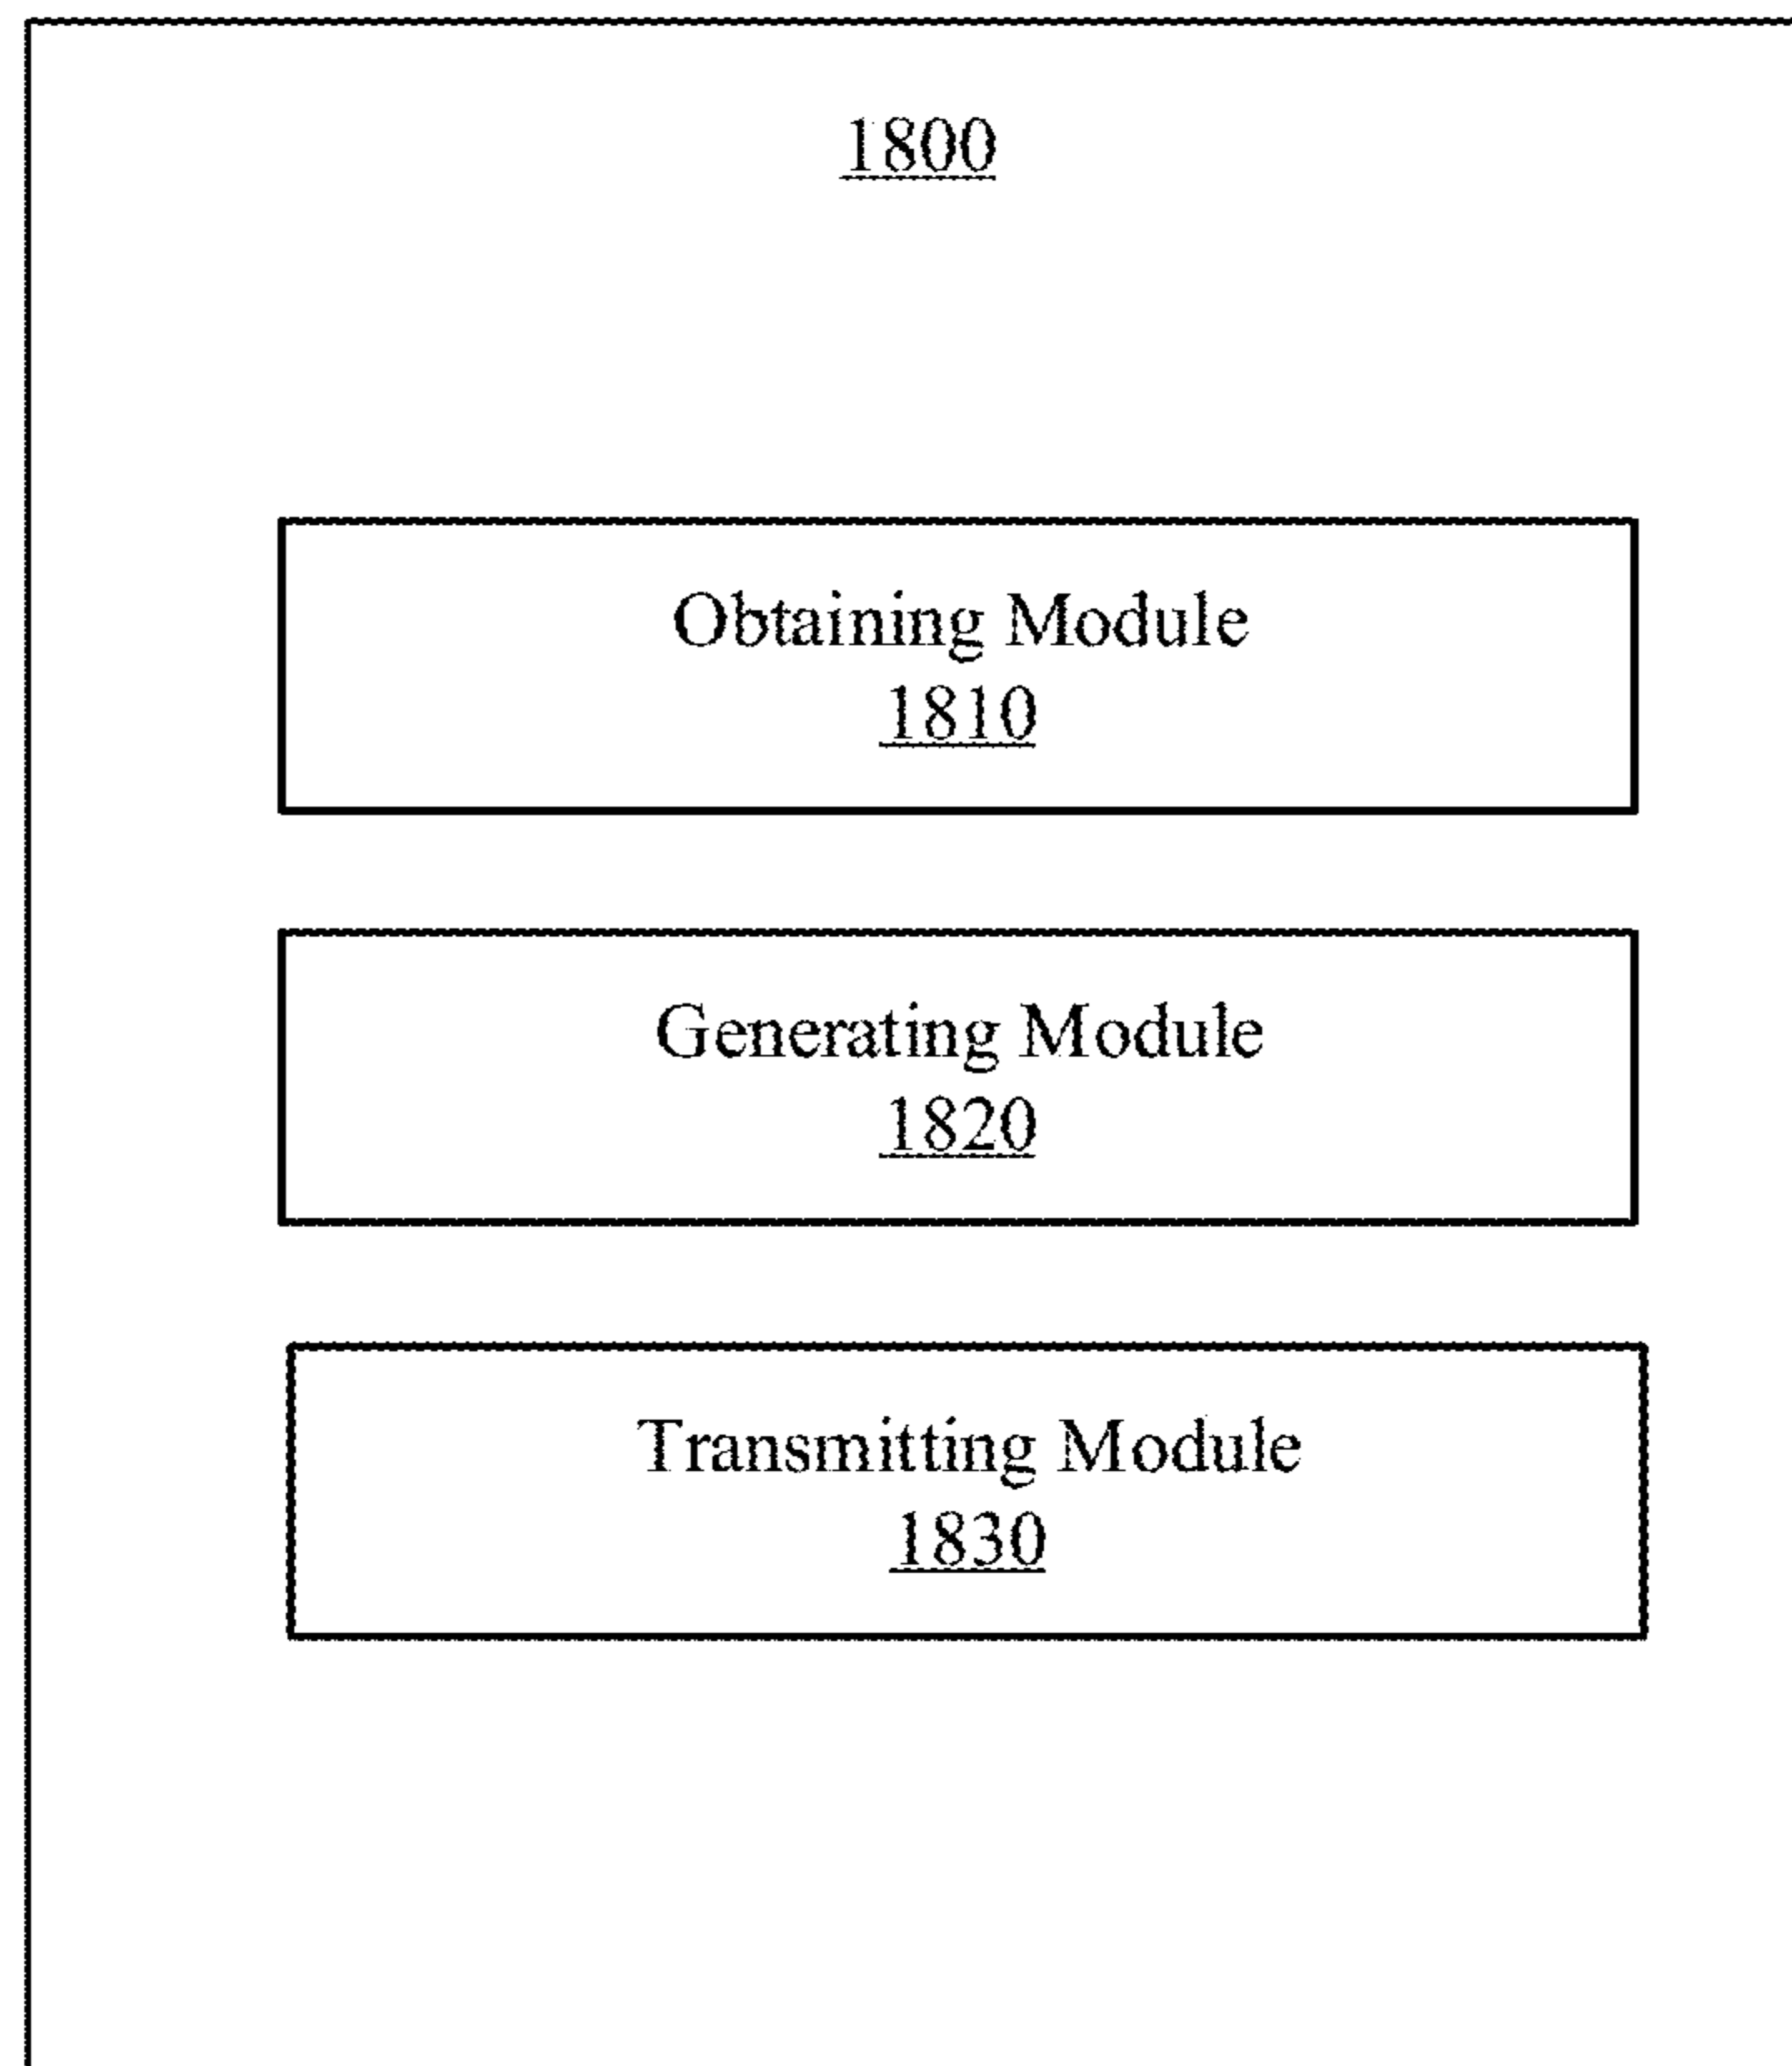 1800
Obtaining Module
1810
Generating Module
1820
Transmitting Module
1830